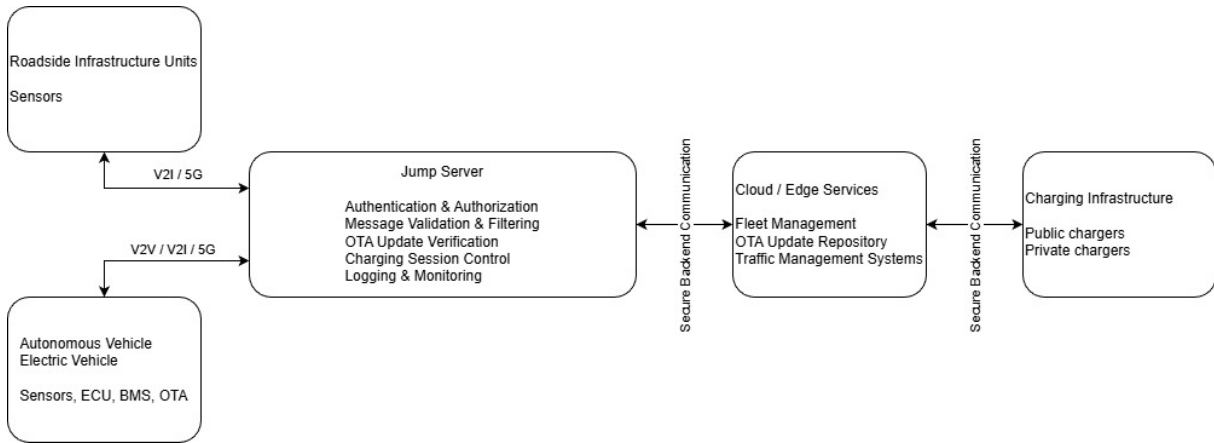 Roadside Infrastructure Units
Sensors
V2I / 5G
V2V / V2I / 5G
Autonomous Vehicle
Electric Vehicle
Sensors, ECU, BMS, OTA
Jump Server
Authentication & Authorization
Message Validation & Filtering
OTA Update Verification
Charging Session Control
Logging & Monitoring
Secure Backend Communication
Cloud / Edge Services
Fleet Management
OTA Update Repository
Traffic Management Systems
Secure Backend Communication
Charging Infrastructure
Public chargers
Private chargers